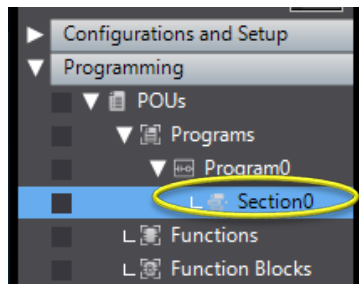 Configurations and Setup
Programming
POUs
Programs
Program0
Section0
Functions
Function Blocks